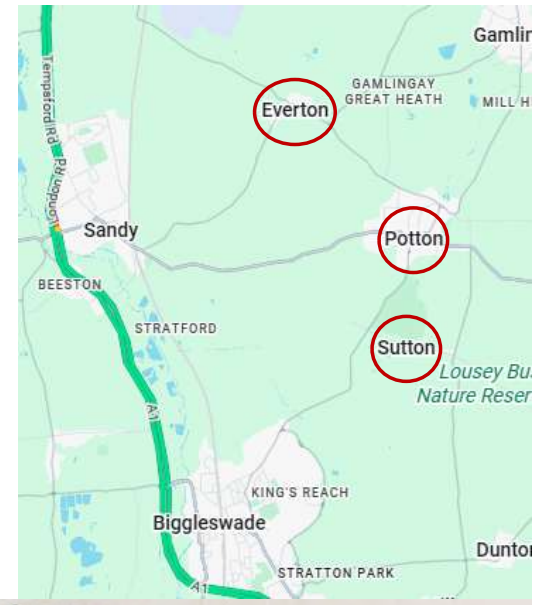 Gamlin
GAMLINGAY
GREAT HEATH
MILL H
Everton
Tempsford Rd
London Rd
Potton
Sandy
BEESTON
STRATFORD
Sutton
Lousey Bu
Nature Reser
A1
KING'S REACH
Biggleswade
Dunto
STRATTON PARK
A1